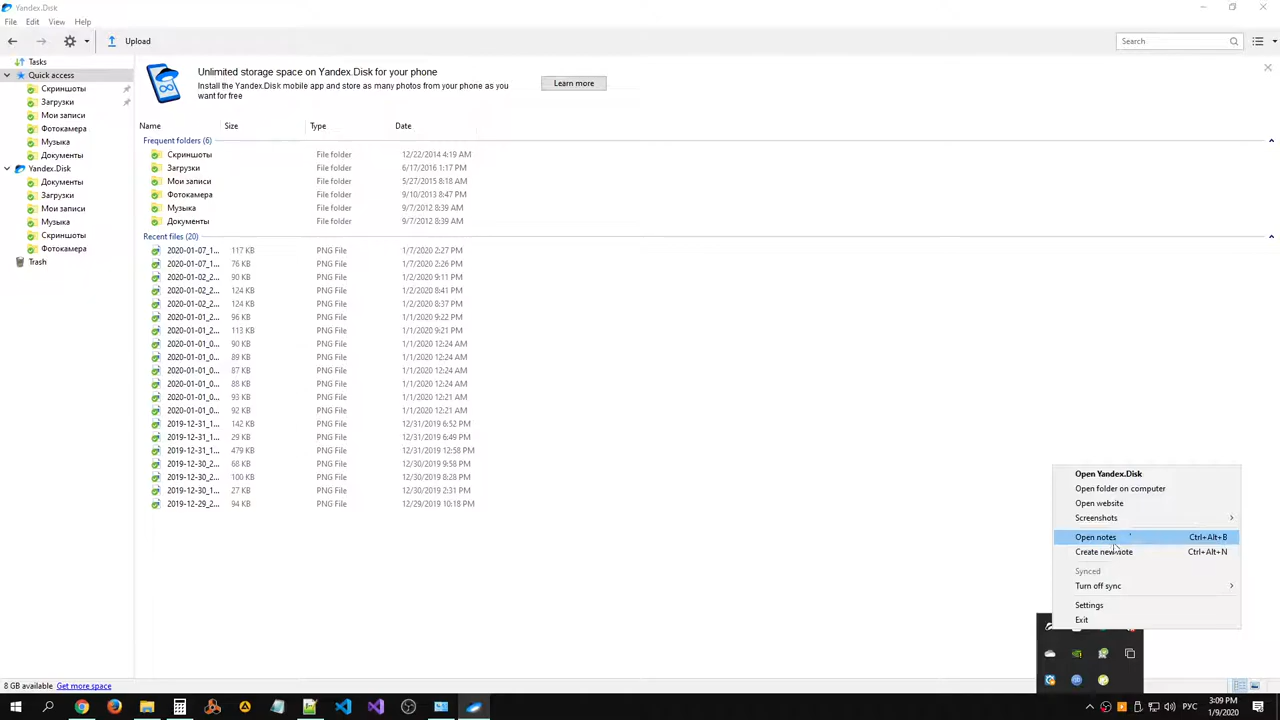 Yandex.Disk
File Edit View Help
Upload
Search
Tasks
Quick access
Скриншоты
Загрузки
Мои записи
Фотокамера
Музыка
Документы
Yandex.Disk
Документы
Загрузки
Мои записи
Музыка
Скриншоты
Фотокамера
Trash
Unlimited storage space on Yandex.Disk for your phone
Install the Yandex.Disk mobile app and store as many photos from your phone as you
want for free
Learn more
Name Size Type Date
Frequent folders (6)
Скриншоты File folder 12/22/2014 4:19 AM
Загрузки File folder 6/17/2016 1:17 PM
Мои записи File folder 5/27/2015 8:18 AM
Фотокамера File folder 9/10/2013 8:47 PM
Музыка File folder 9/7/2012 8:39 AM
Документы File folder 9/7/2012 8:39 AM
Recent files (20)
2020-01-07_1... 117 KB PNG File 1/7/2020 2:27 PM
2020-01-07_1... 76 KB PNG File 1/7/2020 2:26 PM
2020-01-02_2... 90 KB PNG File 1/2/2020 9:11 PM
2020-01-02_2... 124 KB PNG File 1/2/2020 8:41 PM
2020-01-02_2... 124 KB PNG File 1/2/2020 8:37 PM
2020-01-01_2... 96 KB PNG File 1/1/2020 9:22 PM
2020-01-01_2... 113 KB PNG File 1/1/2020 9:21 PM
2020-01-01_0... 90 KB PNG File 1/1/2020 12:24 AM
2020-01-01_0... 89 KB PNG File 1/1/2020 12:24 AM
2020-01-01_0... 87 KB PNG File 1/1/2020 12:24 AM
2020-01-01_0... 88 KB PNG File 1/1/2020 12:24 AM
2020-01-01_0... 93 KB PNG File 1/1/2020 12:21 AM
2020-01-01_0... 92 KB PNG File 1/1/2020 12:21 AM
2019-12-31_1... 142 KB PNG File 12/31/2019 6:52 PM
2019-12-31_1... 29 KB PNG File 12/31/2019 6:49 PM
2019-12-31_1... 479 KB PNG File 12/31/2019 12:58 PM
2019-12-30_2... 68 KB PNG File 12/30/2019 9:58 PM
2019-12-30_2... 100 KB PNG File 12/30/2019 8:28 PM
2019-12-30_1... 27 KB PNG File 12/30/2019 2:31 PM
2019-12-29_2... 94 KB PNG File 12/29/2019 10:18 PM
Open Yandex.Disk
Open folder on computer
Open website
Screenshots
Open notes Ctrl+Alt+B
Create new note Ctrl+Alt+N
Synced
Turn off sync
Settings
Exit
8 GB available Get more space
РУС
3:09 PM
1/9/2020